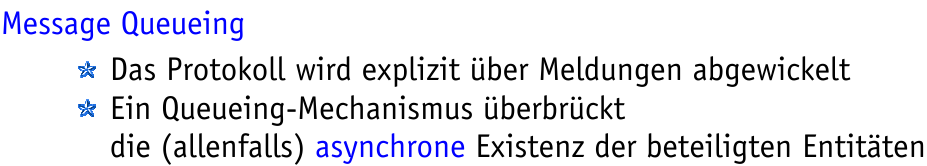 Message Queueing
Das Protokoll wird explizit über Meldungen abgewickelt
Ein Queueing-Mechanismus überbrückt
die (allenfalls) asynchrone Existenz der beteiligten Entitäten